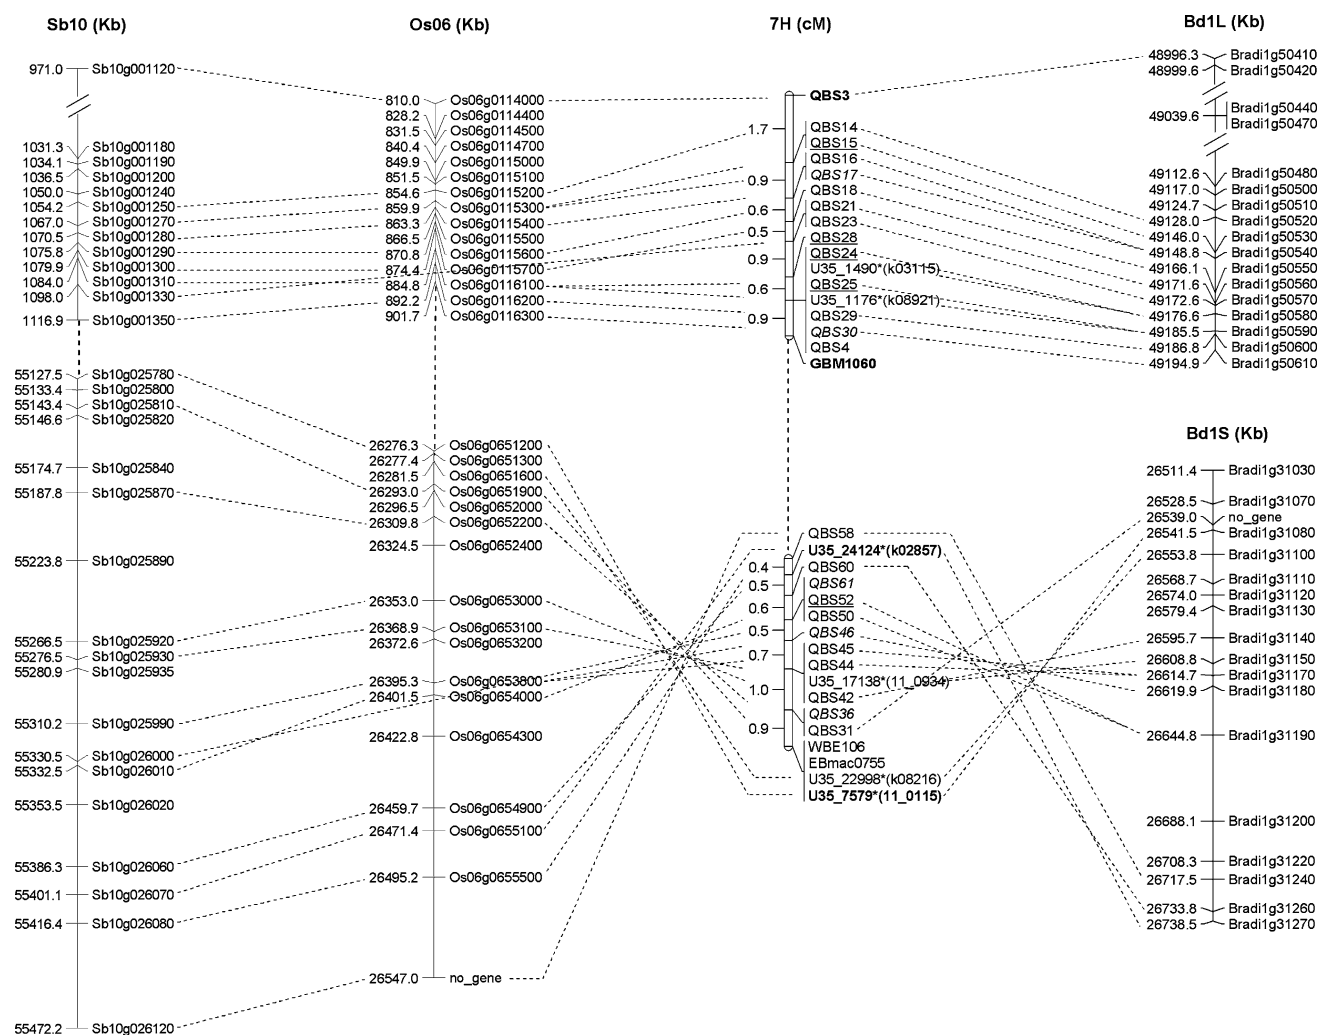 Sb10 (Kb)
971.0 Sb10g001120
1031.3 Sb10g001180
1034.1 Sb10g001190
1036.5 Sb10g001200
1050.0 Sb10g001240
1054.2 Sb10g001250
1067.0 Sb10g001270
1070.5 Sb10g001280
1075.8 Sb10g001290
1079.9 Sb10g001300
1084.0 Sb10g001310
1098.0 Sb10g001330
1116.9 Sb10g001350
55127.5 Sb10g025780
55133.4 Sb10g025800
55143.4 Sb10g025810
55146.6 Sb10g025820
55174.7 Sb10g025840
55187.8 Sb10g025870
55223.8 Sb10g025890
55266.5 Sb10g025920
55276.5 Sb10g025930
55280.9 Sb10g025935
55310.2 Sb10g025990
55330.5 Sb10g026000
55332.5 Sb10g026010
55353.5 Sb10g026020
55386.3 Sb10g026060
55401.1 Sb10g026070
55416.4 Sb10g026080
55472.2 Sb10g026120
Os06 (Kb)
810.0 Os06g0114000
828.2 Os06g0114400
831.5 Os06g0114500
840.4 Os06g0114700
849.9 Os06g0115000
851.5 Os06g0115100
854.6 Os06g0115200
859.9 Os06g0115300
863.3 Os06g0115400
866.5 Os06g0115500
870.8 Os06g0115600
874.4 Os06g0115700
884.8 Os06g0116100
892.2 Os06g0116200
901.7 Os06g0116300
26276.3 Os06g0651200
26277.4 Os06g0651300
26281.5 Os06g0651600
26293.0 Os06g0651900
26296.5 Os06g0652000
26309.8 Os06g0652200
26324.5 Os06g0652400
26353.0 Os06g0653000
26368.9 Os06g0653100
26372.6 Os06g0653200
26395.3 Os06g0653800
26401.5 Os06g0654000
26422.8 Os06g0654300
26459.7 Os06g0654900
26471.4 Os06g0655100
26495.2 Os06g0655500
26547.0 no_gene
7H (cM)
1.7
0.9
0.6
0.5
0.9
0.6
0.9
QBS3
QBS14
QBS15
QBS16
QBS17
QBS18
QBS21
QBS23
QBS28
QBS24
U35_1490*(k03115)
QBS25
U35_1176*(k08921)
QBS29
QBS30
QBS4
GBM1060
0.4
0.5
0.6
0.5
0.7
1.0
0.9
QBS58
U35_24124*(k02857)
QBS60
QBS61
QBS52
QBS50
QBS46
QBS45
QBS44
U35_17138*(11_0934)
QBS42
QBS36
QBS31
WBE106
EBmac0755
U35_22998*(k08216)
U35_7579*(11_0115)
Bd1L (Kb)
48996.3 Bradi1g50410
48999.6 Bradi1g50420
49039.6 Bradi1g50440
Bradi1g50470
49112.6 Bradi1g50480
49117.0 Bradi1g50500
49124.7 Bradi1g50510
49128.0 Bradi1g50520
49146.0 Bradi1g50530
49148.8 Bradi1g50540
49166.1 Bradi1g50550
49171.6 Bradi1g50560
49172.6 Bradi1g50570
49176.6 Bradi1g50580
49185.5 Bradi1g50590
49186.8 Bradi1g50600
49194.9 Bradi1g50610
Bd1S (Kb)
26511.4 Bradi1g31030
26528.5 Bradi1g31070
26539.0 no_gene
26541.5 Bradi1g31080
26553.8 Bradi1g31100
26568.7 Bradi1g31110
26574.0 Bradi1g31120
26579.4 Bradi1g31130
26595.7 Bradi1g31140
26608.8 Bradi1g31150
26614.7 Bradi1g31170
26619.9 Bradi1g31180
26644.8 Bradi1g31190
26688.1 Bradi1g31200
26708.3 Bradi1g31220
26717.5 Bradi1g31240
26733.8 Bradi1g31260
26738.5 Bradi1g31270